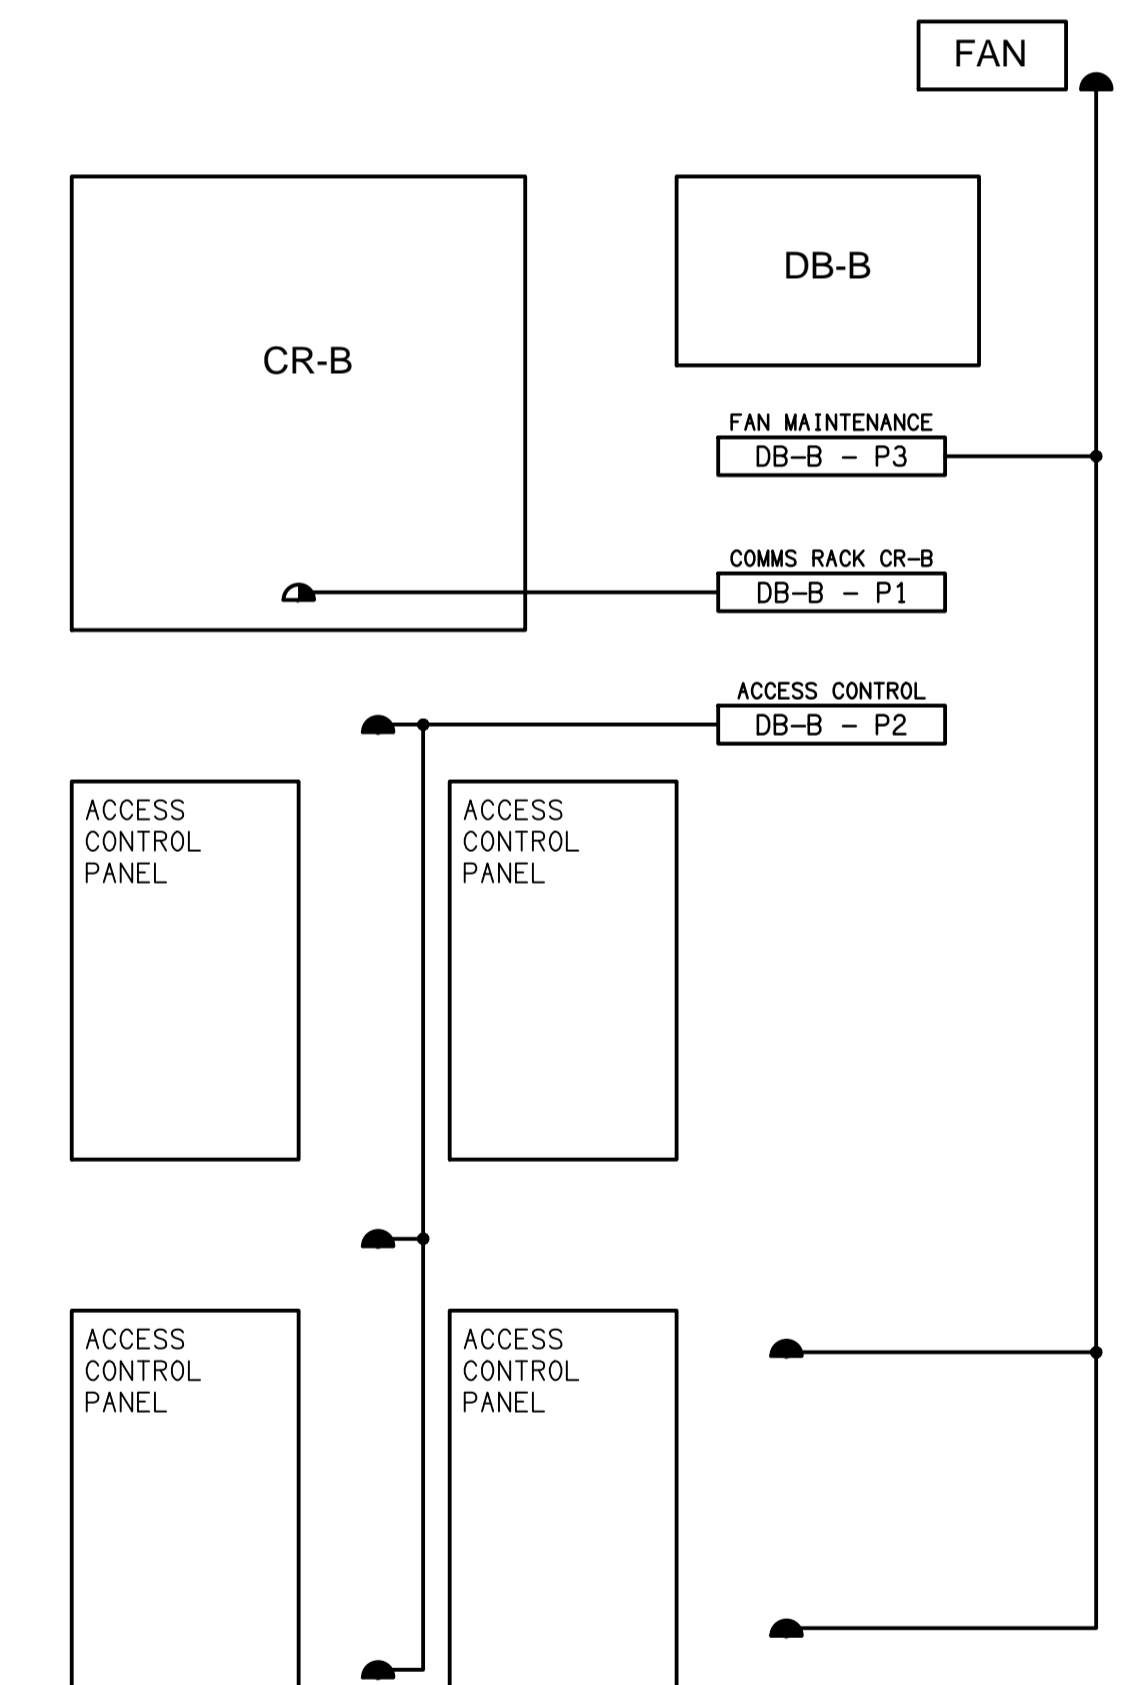 FAN
DB-B
CR-B
FAN MAINTENANCE
DB-B - P3
COMMS RACK CR-B
DB-B - P1
ACCESS CONTROL
DB-B - P2
ACCESS
CONTROL
PANEL
ACCESS
CONTROL
PANEL
ACCESS
CONTROL
PANEL
ACCESS
CONTROL
PANEL